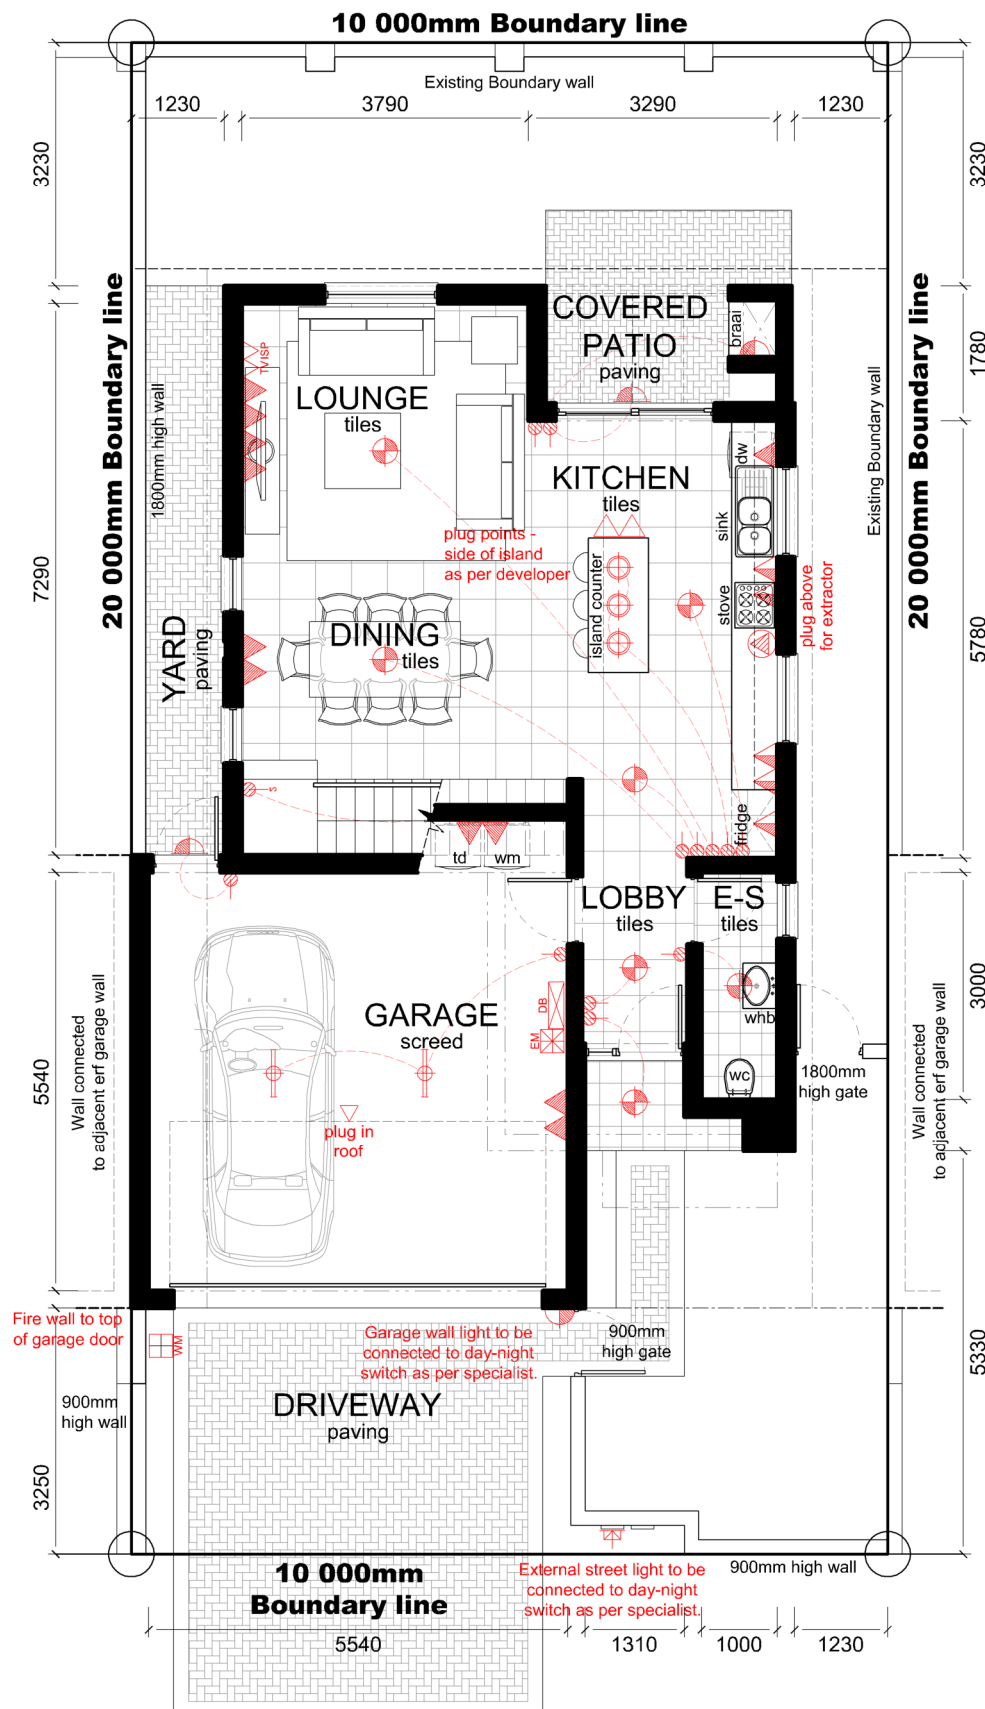 10 000mm Boundary line
Existing Boundary wall
1230
3790
3290
1230
3230
3230
20 000mm Boundary line
20 000mm Boundary line
1800mm high wall
Existing Boundary wall
COVERED
PATIO
paving
braai
1780
TV/ISP
LOUNGE
tiles
KITCHEN
tiles
dw
sink
stove
plug points -
side of island
as per developer
island counter
plug above
for extractor
7290
5780
YARD
paving
DINING
tiles
S
fridge
td
wm
LOBBY
tiles
E-S
tiles
whb
wc
GARAGE
screed
DB
EM
plug in
roof
Wall connected
to adjacent erf garage wall
Wall connected
to adjacent erf garage wall
5540
3000
1800mm
high gate
Fire wall to top
of garage door
WM
Garage wall light to be
connected to day-night
switch as per specialist.
900mm
high gate
5330
900mm
high wall
DRIVEWAY
paving
3250
10 000mm
Boundary line
External street light to be
connected to day-night
switch as per specialist.
900mm high wall
5540
1310
1000
1230